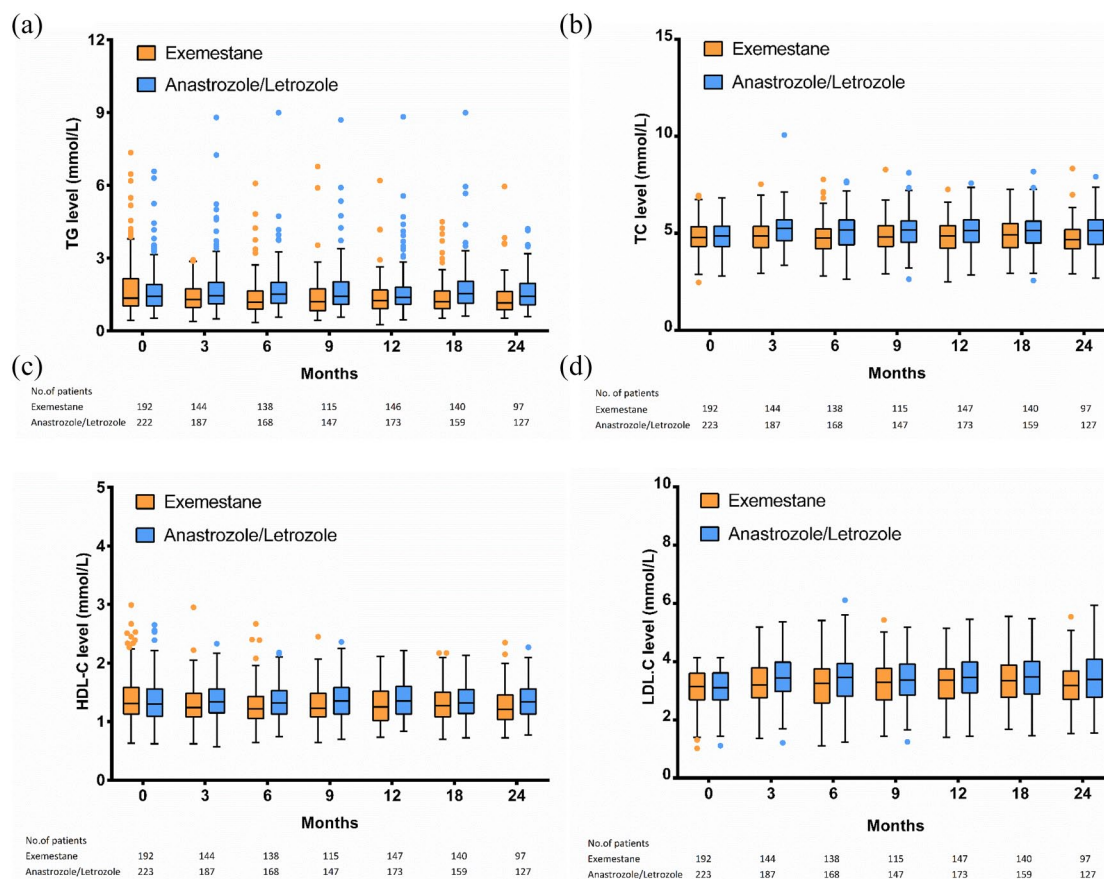 (a)
12
9
6
3
0
TG level (mmol/L)
Exemestane
Anastrozole/Letrozole
0 3 6 9 12 18 24
Months
No.of patients
Exemestane 192 144 138 115 146 140 97
Anastrozole/Letrozole 222 187 168 147 173 159 127
(b)
15
10
5
0
TC level (mmol/L)
Exemestane
Anastrozole/Letrozole
0 3 6 9 12 18 24
Months
No. of patients
Exemestane 192 144 138 115 147 140 97
Anastrozole/Letrozole 223 187 168 147 173 159 127
(c)
5
4
3
2
1
0
HDL-C level (mmol/L)
Exemestane
Anastrozole/Letrozole
0 3 6 9 12 18 24
Months
No.of patients
Exemestane 192 144 138 115 147 140 97
Anastrozole/Letrozole 223 187 168 147 173 159 127
(d)
10
8
6
4
2
0
LDL.C level (mmol/L)
Exemestane
Anastrozole/Letrozole
0 3 6 9 12 18 24
Months
No.of patients
Exemestane 192 144 138 115 147 140 97
Anastrozole/Letrozole 223 187 168 147 173 159 127